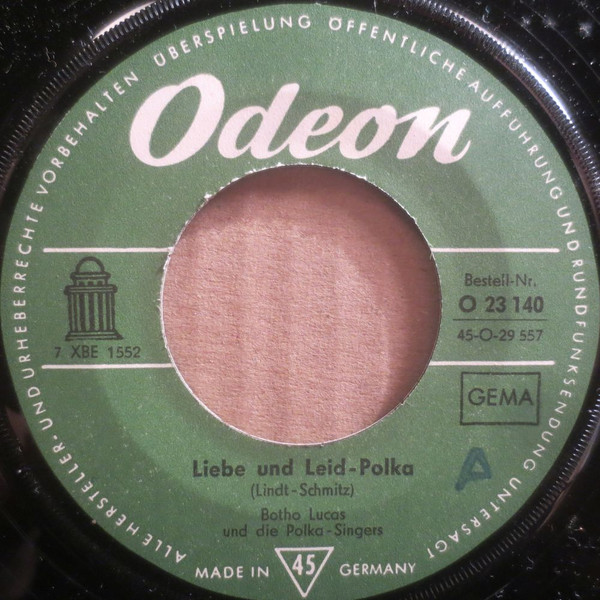 ALLE HERSTELLER- UND URHEBERRECHTE VORBEHALTEN ÜBERSPIELUNG ÖFFENTLICHE AUFFÜHRUNG UND RUNDFUNKSENDUNG UNTERSAGT
Odeon
7 XBE 1552
Bestell-Nr.
O 23 140
45-O-29 557
GEMA
Liebe und Leid-Polka
(Lindt-Schmitz)
A
Botho Lucas
und die Polka-Singers
MADE IN 45 GERMANY